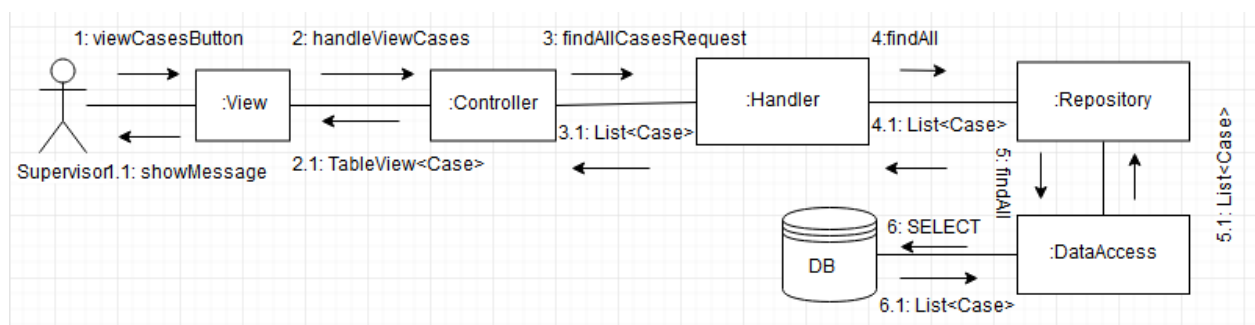 1: viewCasesButton
2: handleViewCases
3: findAllCasesRequest
4:findAll
:View
:Controller
:Handler
:Repository
3.1: List<Case>
4.1: List<Case>
5.1: List<Case>
Supervisor
1.1: showMessage
2.1: TableView<Case>
5: findAll
6: SELECT
DB
:DataAccess
6.1: List<Case>